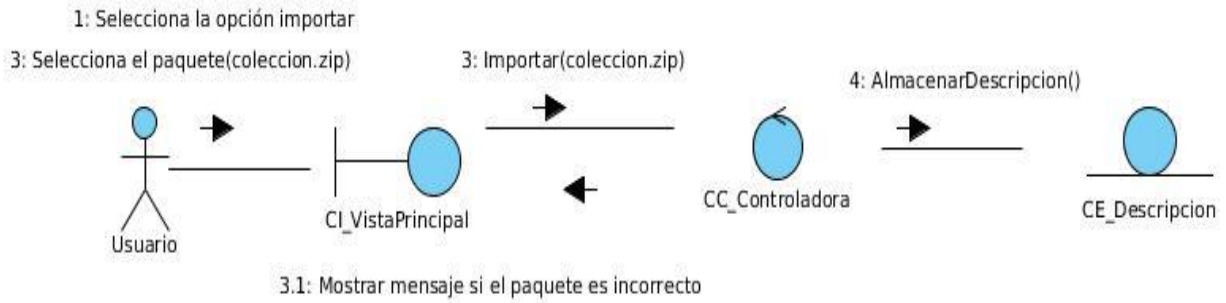 1: Selecciona la opción importar
3: Selecciona el paquete(coleccion.zip)
3: Importar(coleccion.zip)
4: AlmacenarDescripcion()
Usuario
CI_VistaPrincipal
CC_Controladora
CE_Descripcion
3.1: Mostrar mensaje si el paquete es incorrecto